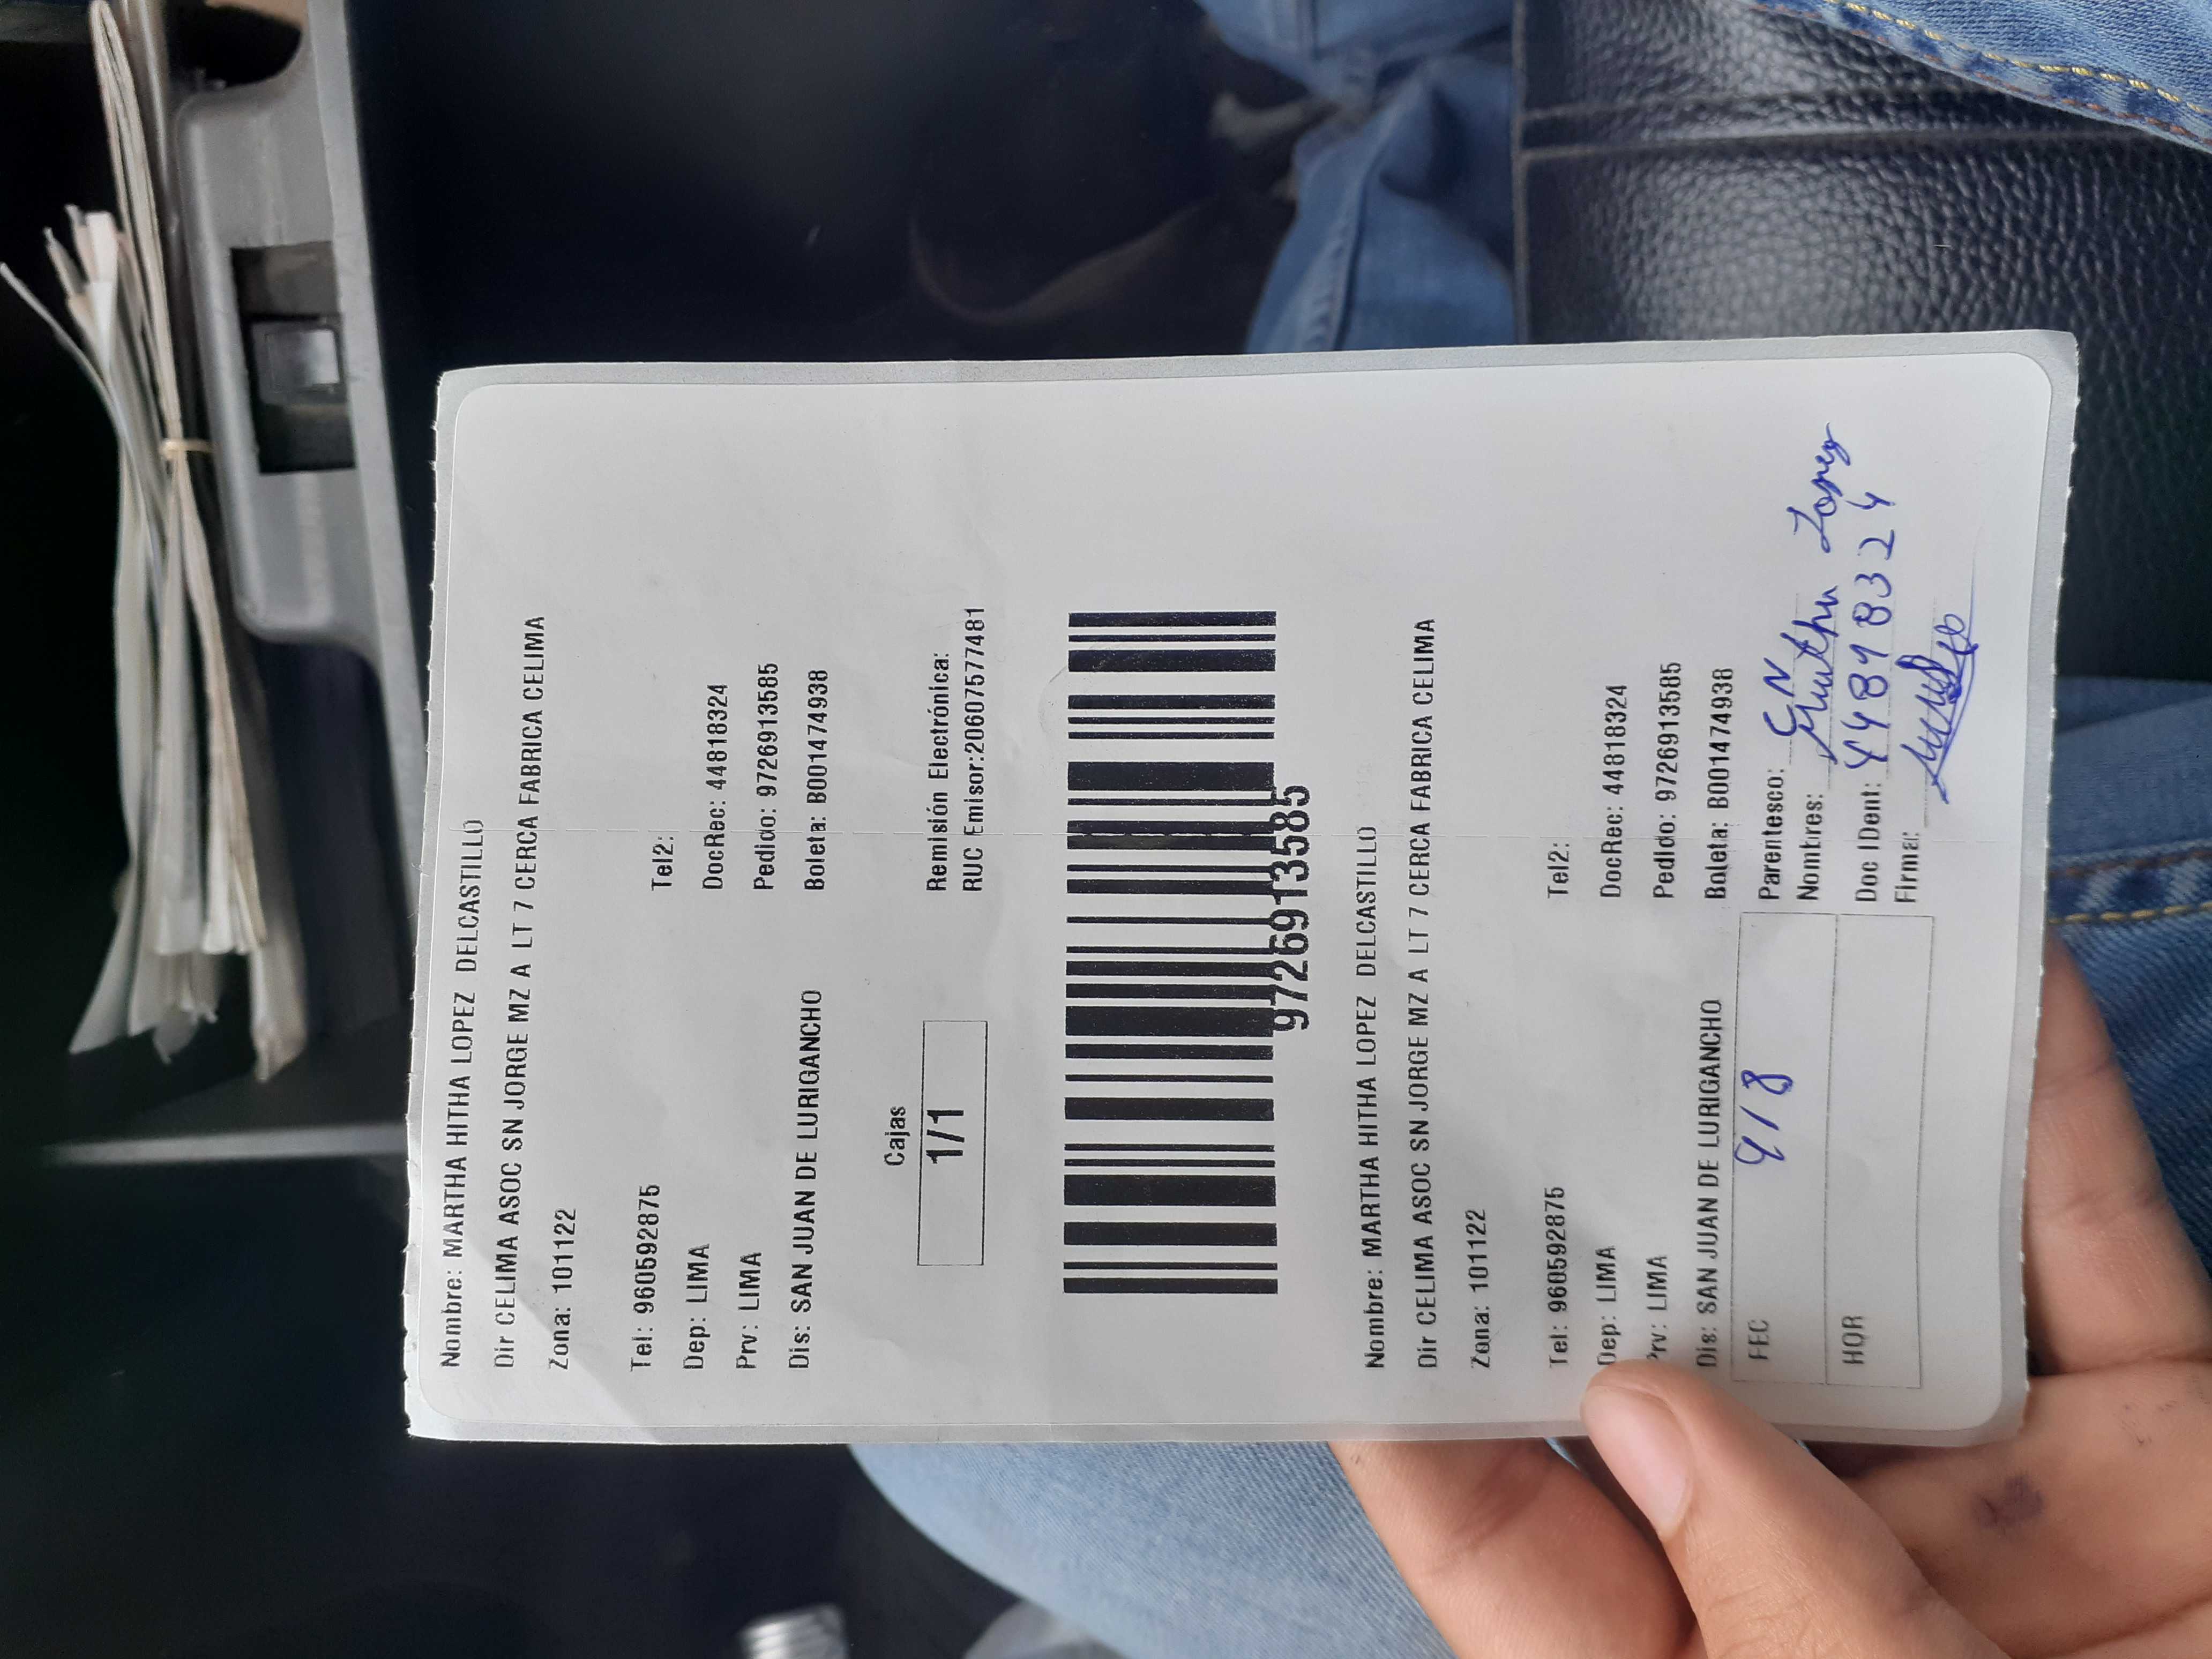 Nombre: MARTHA HITHA LOPEZ DELCASTILLO
Dir CELIMA ASOC SN JORGE MZ A LT 7 CERCA FABRICA CELIMA
Zona: 101122
Tel: 960592875 Tel2:
Dep: LIMA DocRec: 44818324
Prv: LIMA Pedido: 9726913585
Dis: SAN JUAN DE LURIGANCHO Boleta: B001474938
Cajas
1/1
Remisión Electrónica:
RUC Emisor:20607577481
9726913585
Nombre: MARTHA HITHA LOPEZ DELCASTILLO
Dir CELIMA ASOC SN JORGE MZ A LT 7 CERCA FABRICA CELIMA
Zona: 101122
Tel: 960592875 Tel2:
Dep: LIMA DocRec: 44818324
Prv: LIMA Pedido: 9726913585
Dis: SAN JUAN DE LURIGANCHO Boleta: B001474938
FEC
HOR
Parentesco:
Nombres: Lopez
Doc IDent: 44818324
Firma: